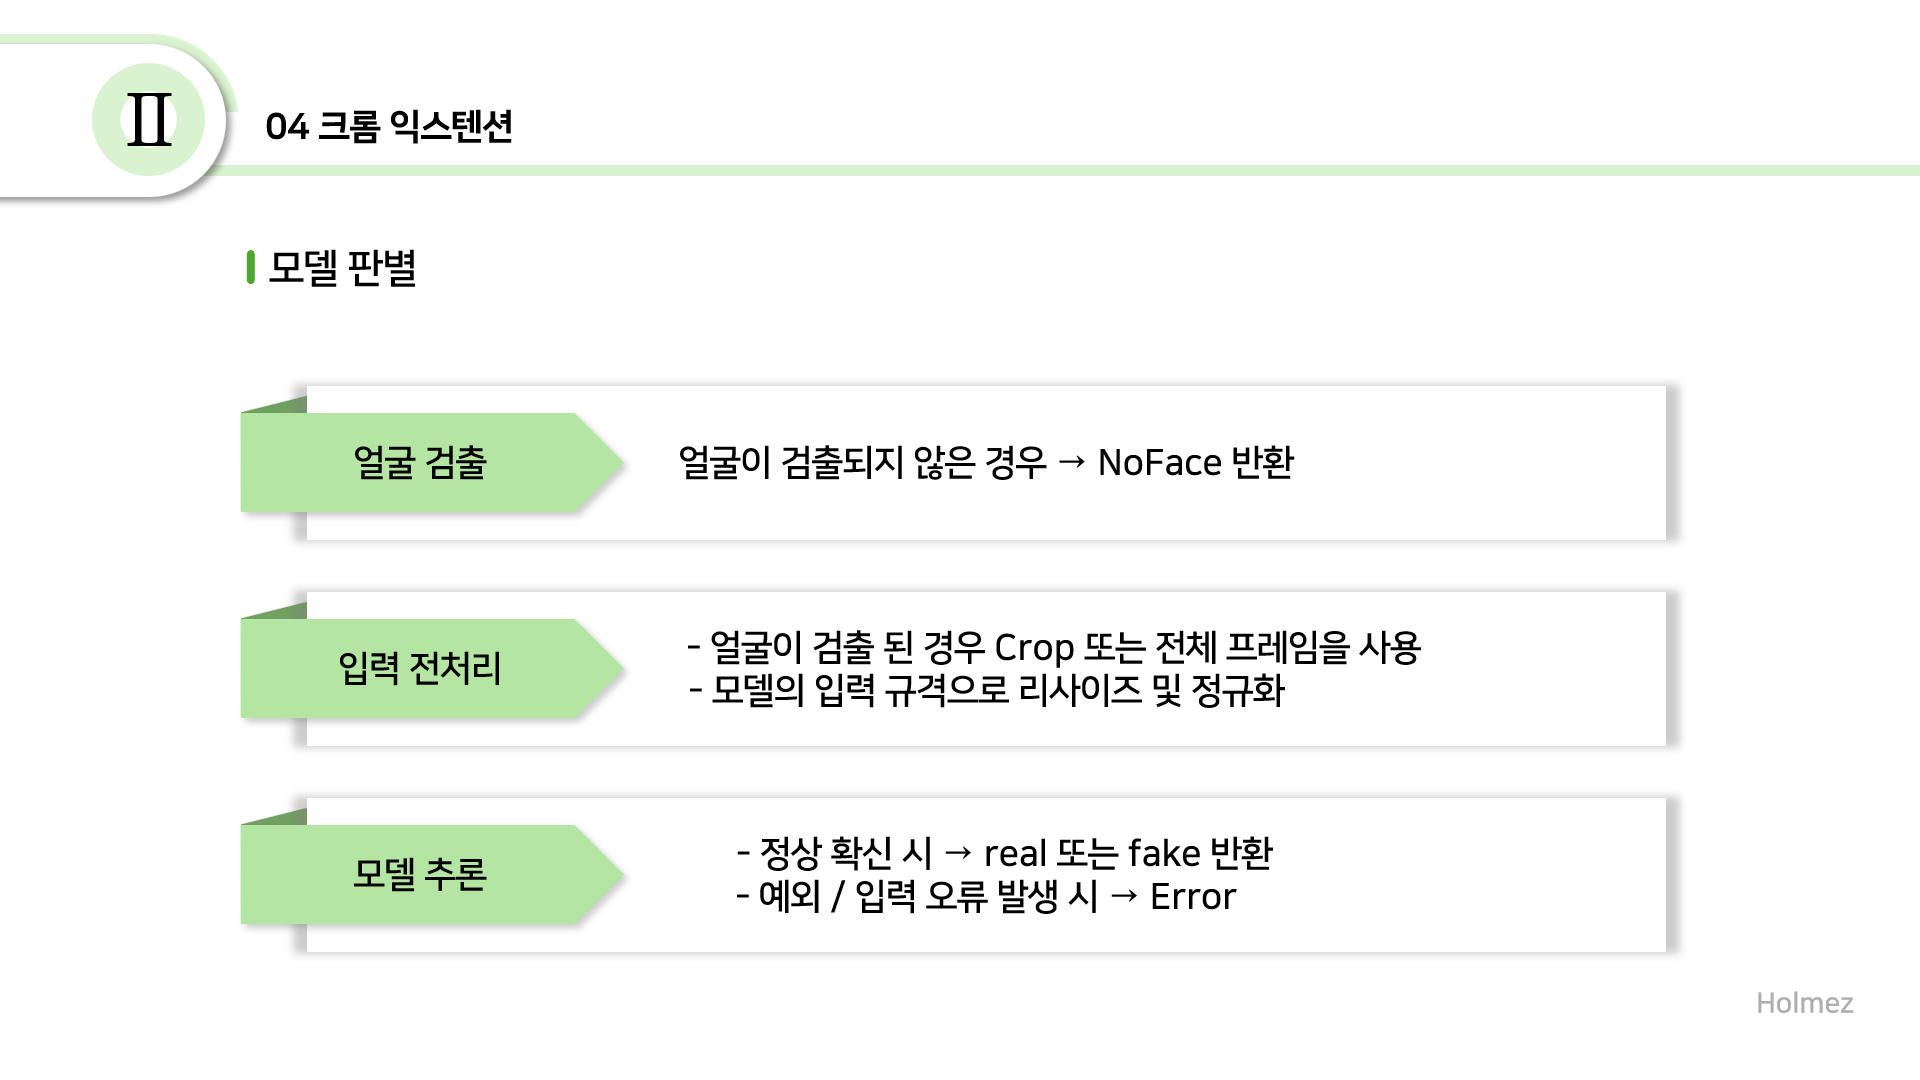 II
04 크롬 익스텐션
모델 판별
얼굴 검출
얼굴이 검출되지 않은 경우 → NoFace 반환
입력 전처리
- 얼굴이 검출 된 경우 Crop 또는 전체 프레임을 사용
- 모델의 입력 규격으로 리사이즈 및 정규화
모델 추론
- 정상 확신 시 → real 또는 fake 반환
- 예외 / 입력 오류 발생 시 → Error
Holmez